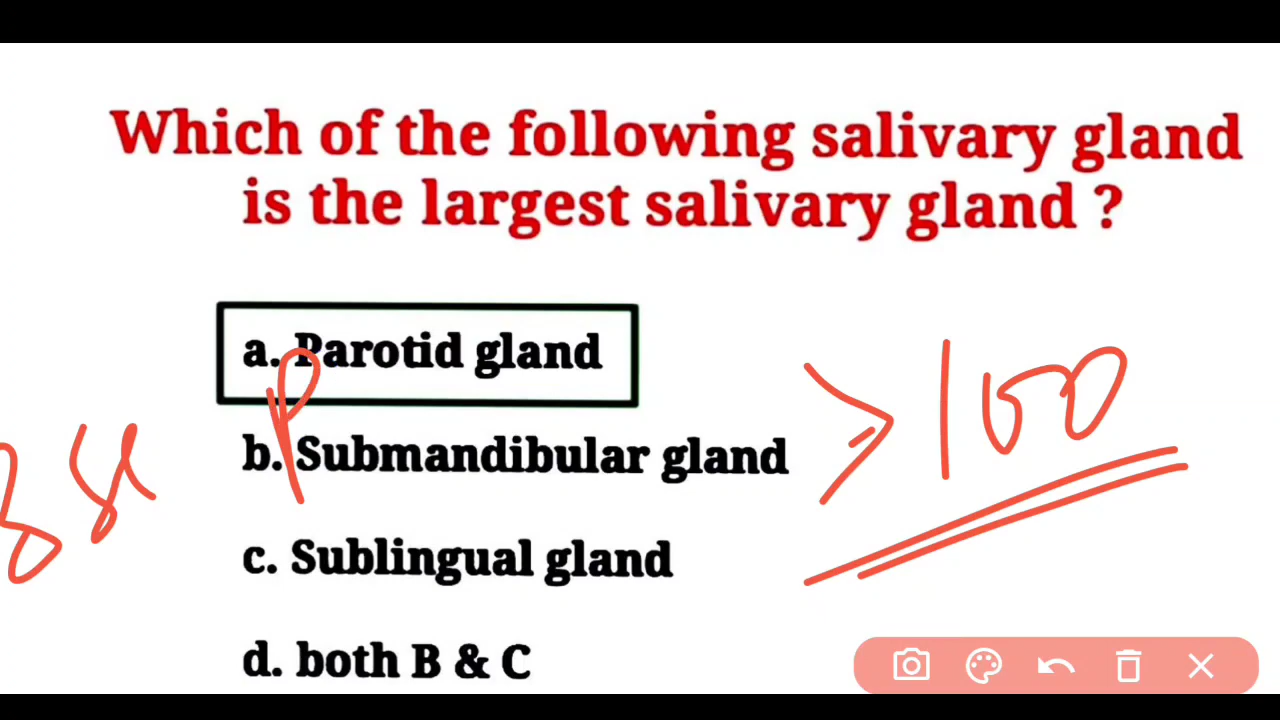 Which of the following salivary gland
is the largest salivary gland ?
a. Parotid gland
P
b. Submandibular gland
> 100
c. Sublingual gland
d. both B & C